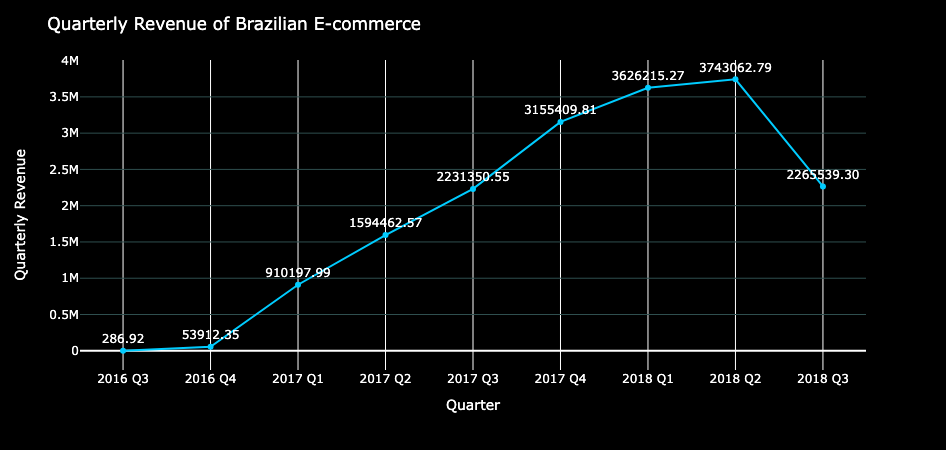 Quarterly Revenue of Brazilian E-commerce
4M
3.5M
3M
2.5M
2M
1.5M
1M
0.5M
0
Quarterly Revenue
286.92
53912.35
910197.99
1594462.57
2231350.55
3155409.81
3626215.27
3743062.79
2265539.30
2016 Q3
2016 Q4
2017 Q1
2017 Q2
2017 Q3
2017 Q4
2018 Q1
2018 Q2
2018 Q3
Quarter